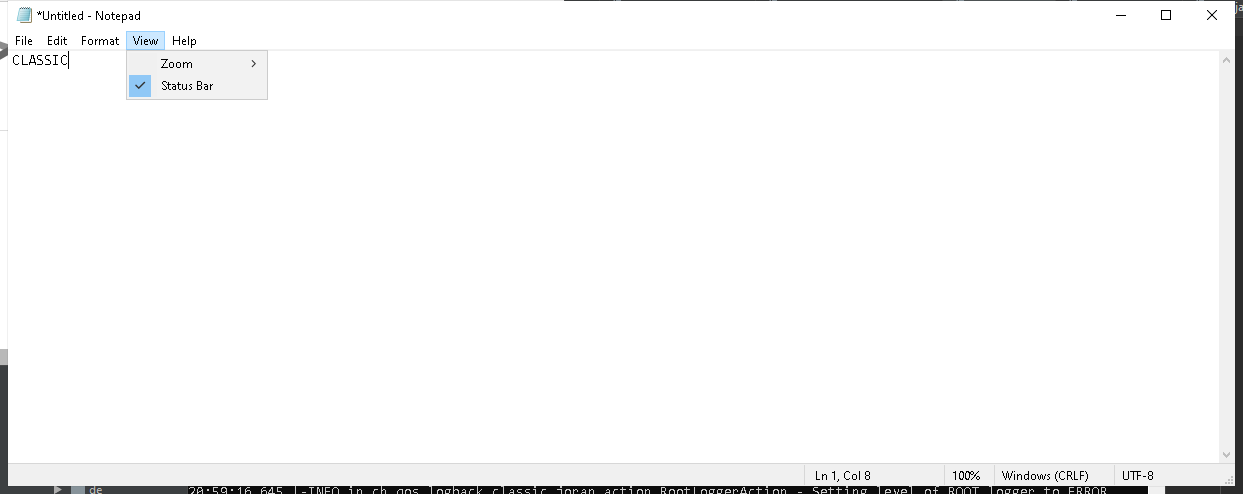 *Untitled - Notepad
File Edit Format View Help
CLASSIC
Zoom
Status Bar
Ln 1, Col 8 100% Windows (CRLF) UTF-8
de 20:59:16,645 |-INFO in ch.qos.logback.classic.joran.action.RootLoggerAction - Setting level of ROOT logger to ERROR